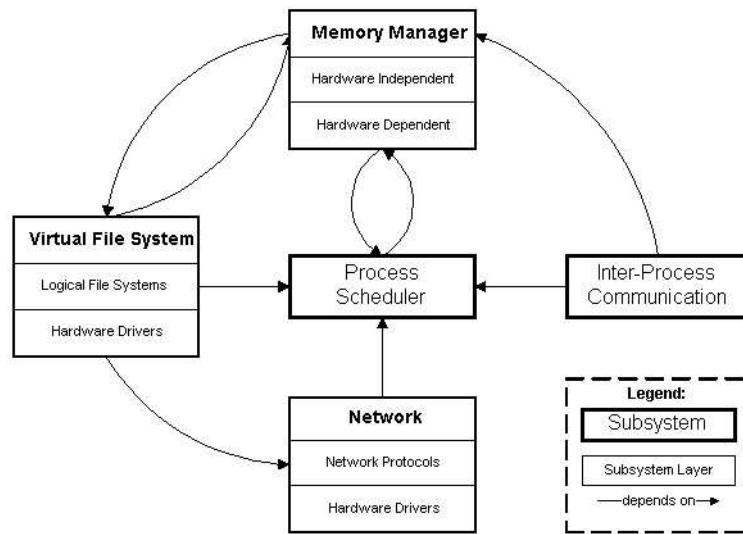 Memory Manager
Hardware Independent
Hardware Dependent
Virtual File System
Logical File Systems
Hardware Drivers
Process
Scheduler
Inter-Process
Communication
Network
Network Protocols
Hardware Drivers
Legend:
Subsystem
Subsystem Layer
depends on